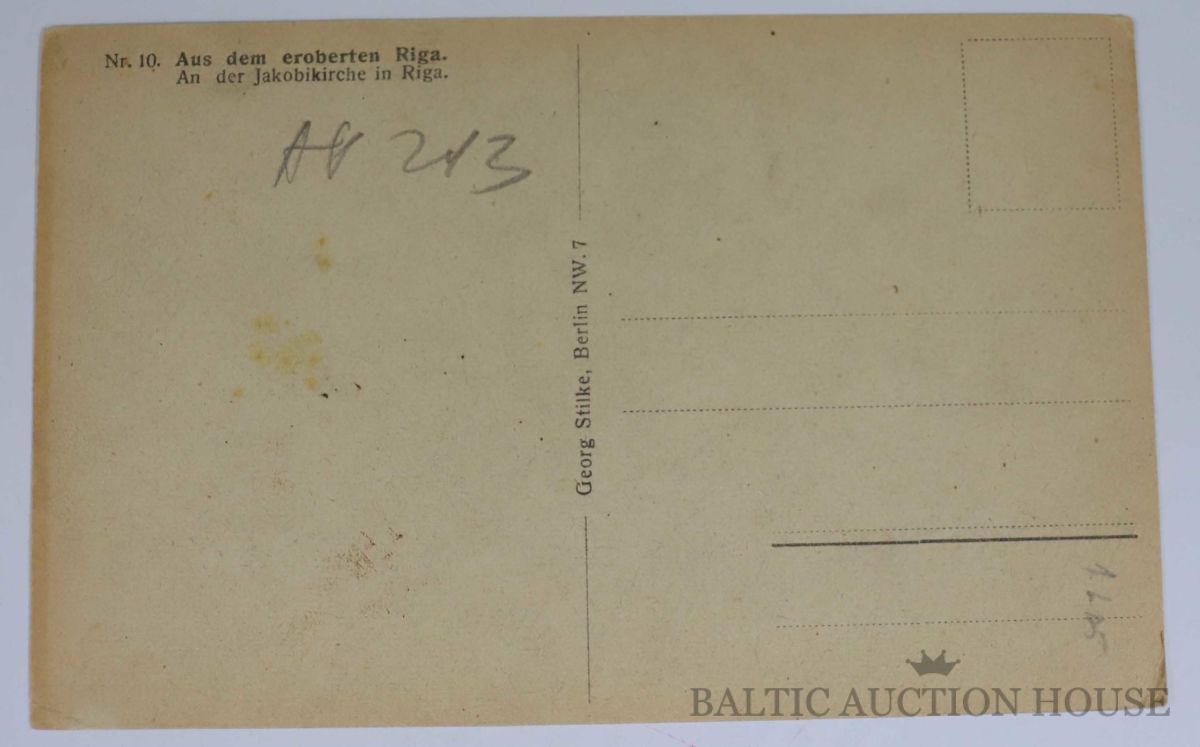 Nr. 10. Aus dem eroberten Riga.
An der Jakobikirche in Riga.
Georg Stilke, Berlin NW. 7
BALTIC AUCTION HOUSE